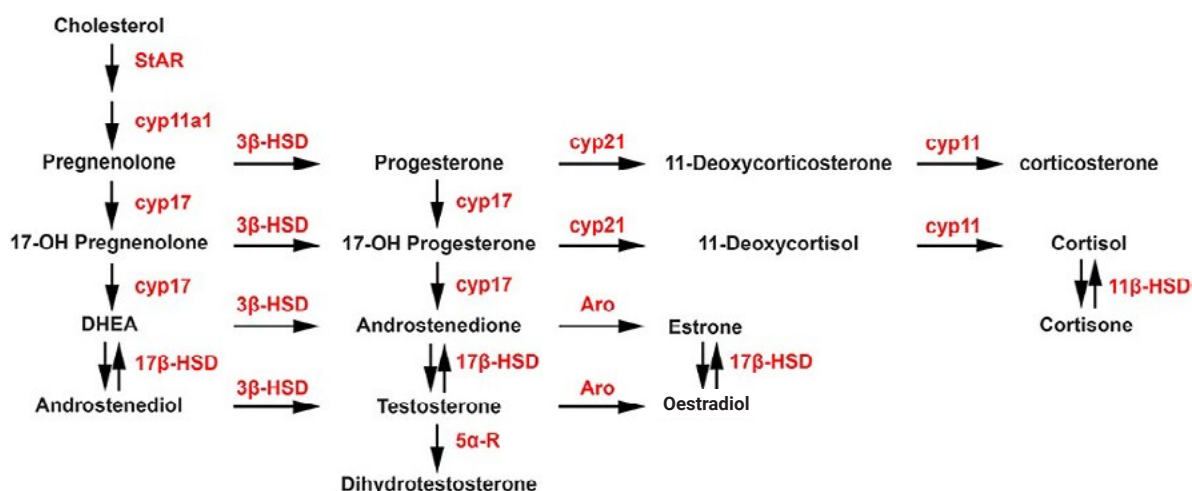 Cholesterol
StAR
cyp11a1
3β-HSD
cyp21
cyp11
Pregnenolone
Progesterone
11-Deoxycorticosterone
corticosterone
cyp17
cyp17
3β-HSD
cyp21
cyp11
17-OH Pregnenolone
17-OH Progesterone
11-Deoxycortisol
Cortisol
cyp17
cyp17
11β-HSD
3β-HSD
Aro
DHEA
Androstenedione
Estrone
Cortisone
17β-HSD
17β-HSD
17β-HSD
3β-HSD
Aro
Androstenediol
Testosterone
Oestradiol
5α-R
Dihydrotestosterone